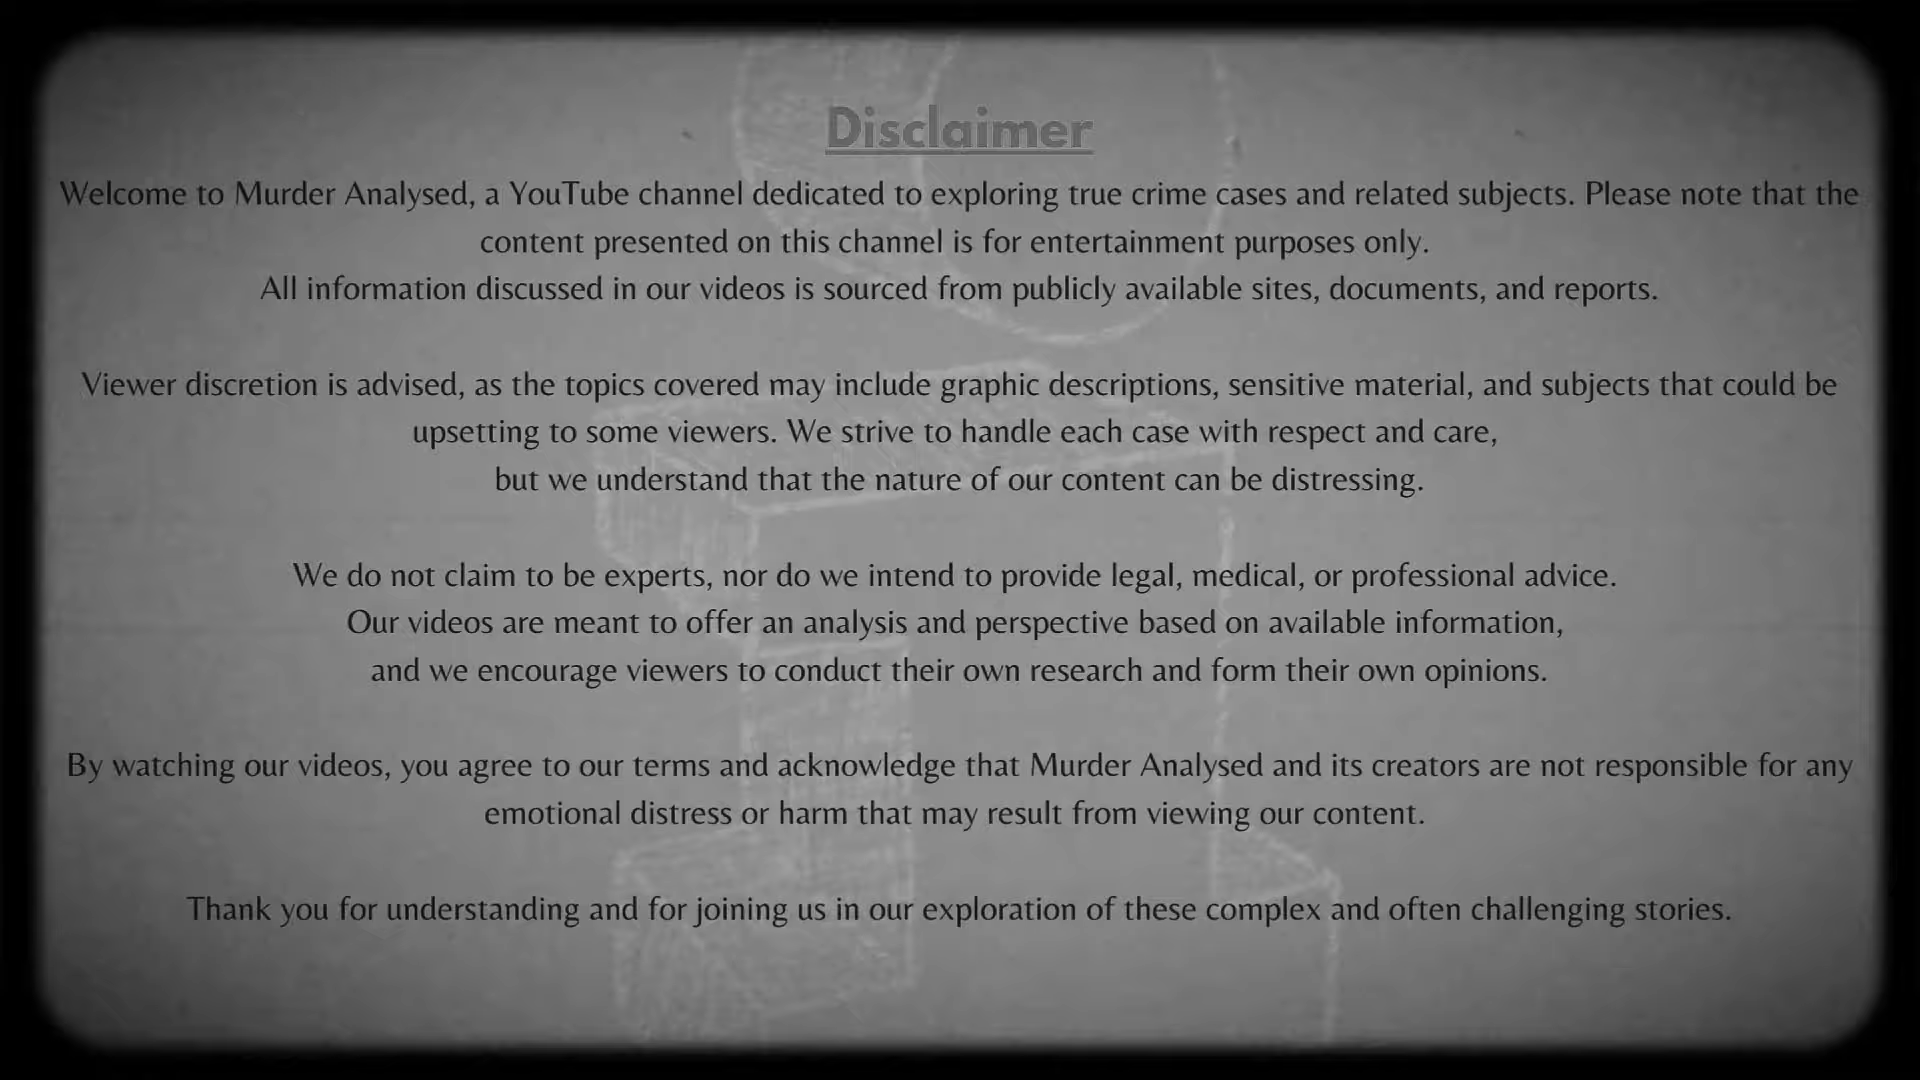 Disclaimer
Welcome to Murder Analysed, a YouTube channel dedicated to exploring true crime cases and related subjects. Please note that the
content presented on this channel is for entertainment purposes only.
All information discussed in our videos is sourced from publicly available sites, documents, and reports.
Viewer discretion is advised, as the topics covered may include graphic descriptions, sensitive material, and subjects that could be
upsetting to some viewers. We strive to handle each case with respect and care,
but we understand that the nature of our content can be distressing.
We do not claim to be experts, nor do we intend to provide legal, medical, or professional advice.
Our videos are meant to offer an analysis and perspective based on available information,
and we encourage viewers to conduct their own research and form their own opinions.
By watching our videos, you agree to our terms and acknowledge that Murder Analysed and its creators are not responsible for any
emotional distress or harm that may result from viewing our content.
Thank you for understanding and for joining us in our exploration of these complex and often challenging stories.